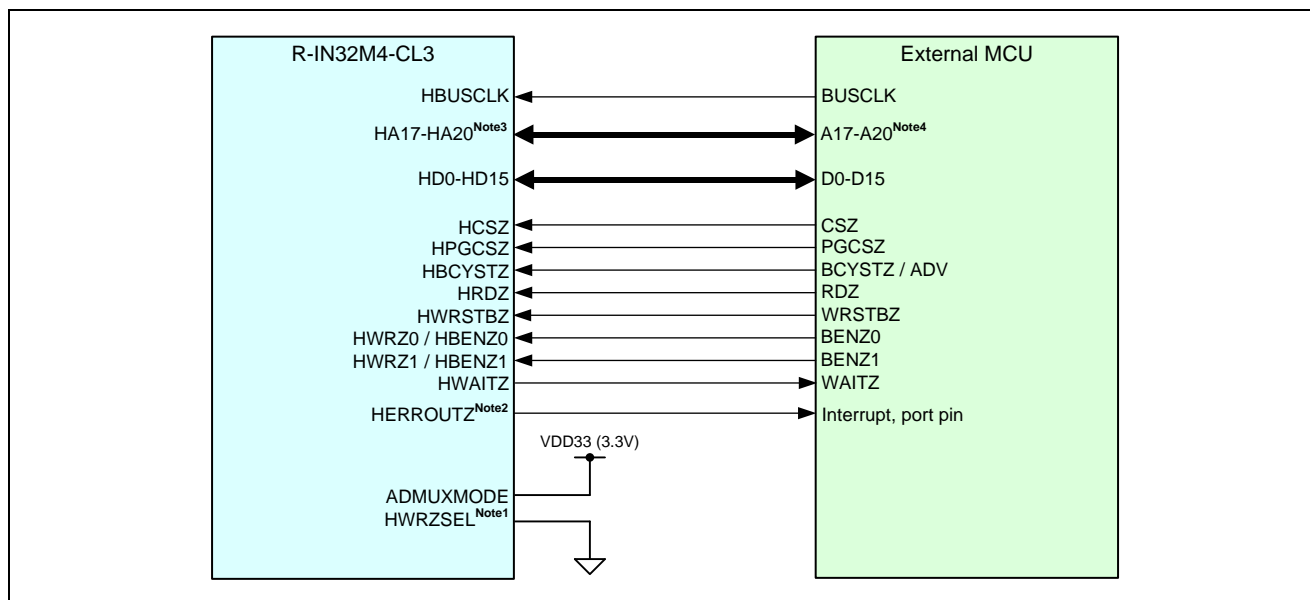 R-IN32M4-CL3 External MCU
HBUSCLK BUSCLK
HA17-HA20Note3 A17-A20Note4
HD0-HD15 D0-D15
HCSZ CSZ
HPGCSZ PGCSZ
HBCYSTZ BCYSTZ / ADV
HRDZ RDZ
HWRSTBZ WRSTBZ
HWRZ0 / HBENZ0 BENZ0
HWRZ1 / HBENZ1 BENZ1
HWAITZ WAITZ
HERROUTZNote2 Interrupt, port pin
VDD33 (3.3V)
ADMUXMODE
HWRZSELNote1